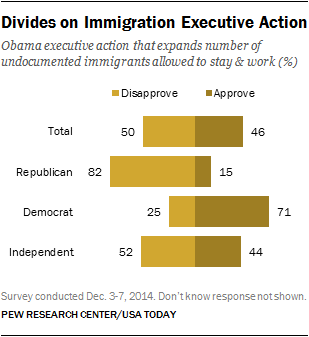 Divides on Immigration Executive Action
Obama executive action that expands number of
undocumented immigrants allowed to stay & work (%)
Disapprove Approve
Total 50 46
Republican 82 15
Democrat 25 71
Independent 52 44
Survey conducted Dec. 3-7, 2014. Don't know response not shown.
PEW RESEARCH CENTER/USA TODAY